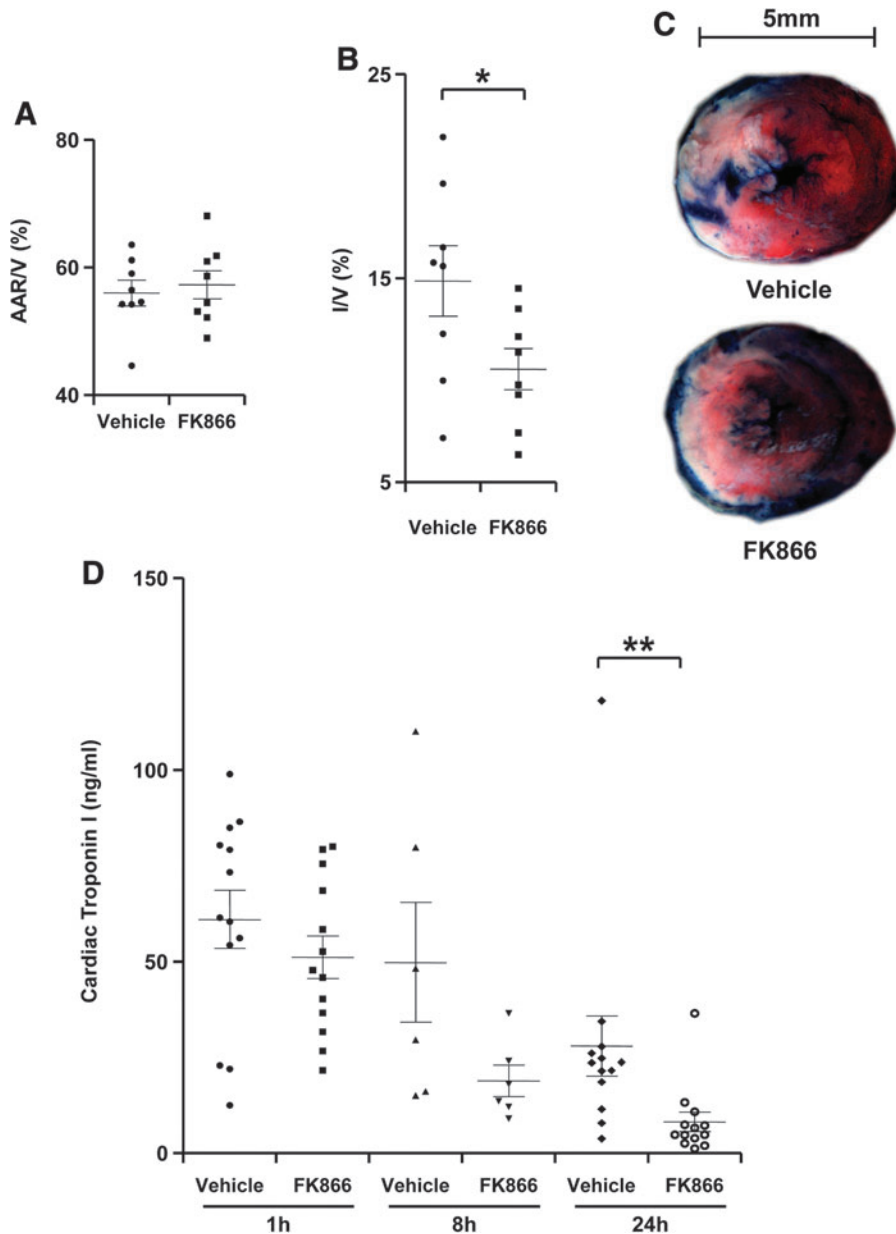 A
AAR/V (%)
80
60
40
Vehicle FK866
B
I/V (%)
25
15
5
*
Vehicle FK866
C
5mm
Vehicle
FK866
D
Cardiac Troponin I (ng/ml)
150
100
50
0
**
Vehicle FK866 Vehicle FK866 Vehicle FK866
1h 8h 24h